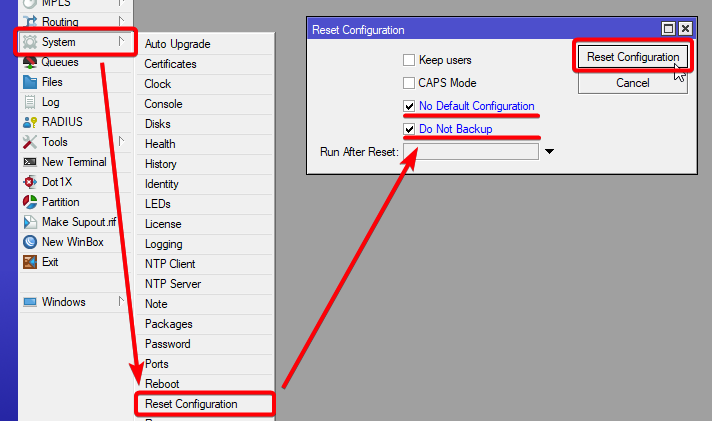 MPLS
Routing
System
Queues
Files
Log
RADIUS
Tools
New Terminal
Dot1X
Partition
Make Supout.rif
New WinBox
Exit
Windows
Auto Upgrade
Certificates
Clock
Console
Disks
Health
History
Identity
LEDs
License
Logging
NTP Client
NTP Server
Note
Packages
Password
Ports
Reboot
Reset Configuration
Reset Configuration
Keep users
CAPS Mode
No Default Configuration
Do Not Backup
Run After Reset:
Reset Configuration
Cancel